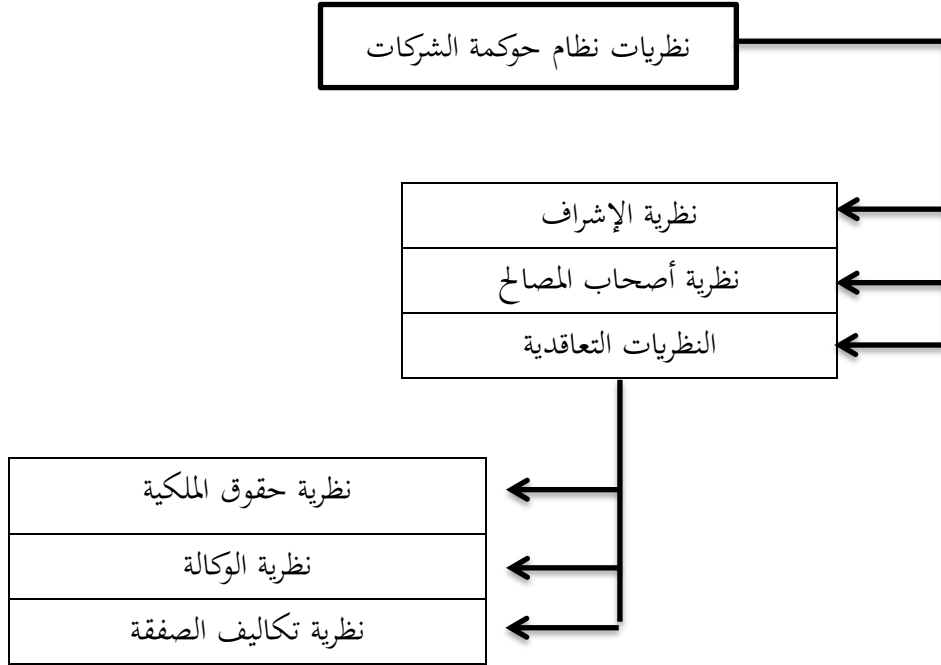 نظريات نظام حوكمة الشركات
نظرية الإشراف
نظرية أصحاب المصالح
النظريات التعاقدية
نظرية حقوق الملكية
نظرية الوكالة
نظرية تكاليف الصفقة